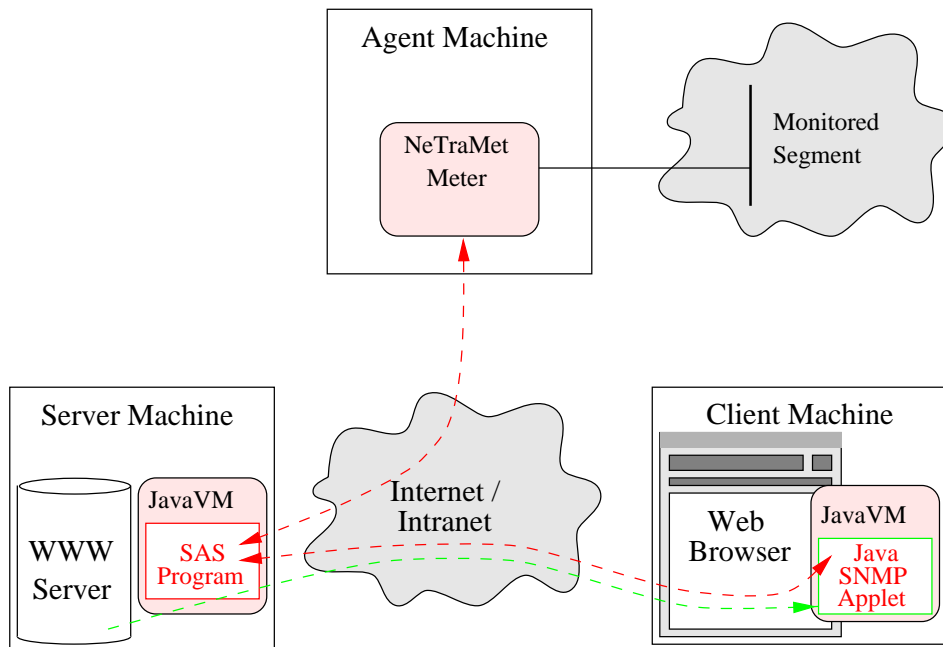 Agent Machine
NeTraMet
Meter
Monitored
Segment
Server Machine
JavaVM
WWW
Server
SAS
Program
Internet /
Intranet
Client Machine
Web
Browser
JavaVM
Java
SNMP
Applet